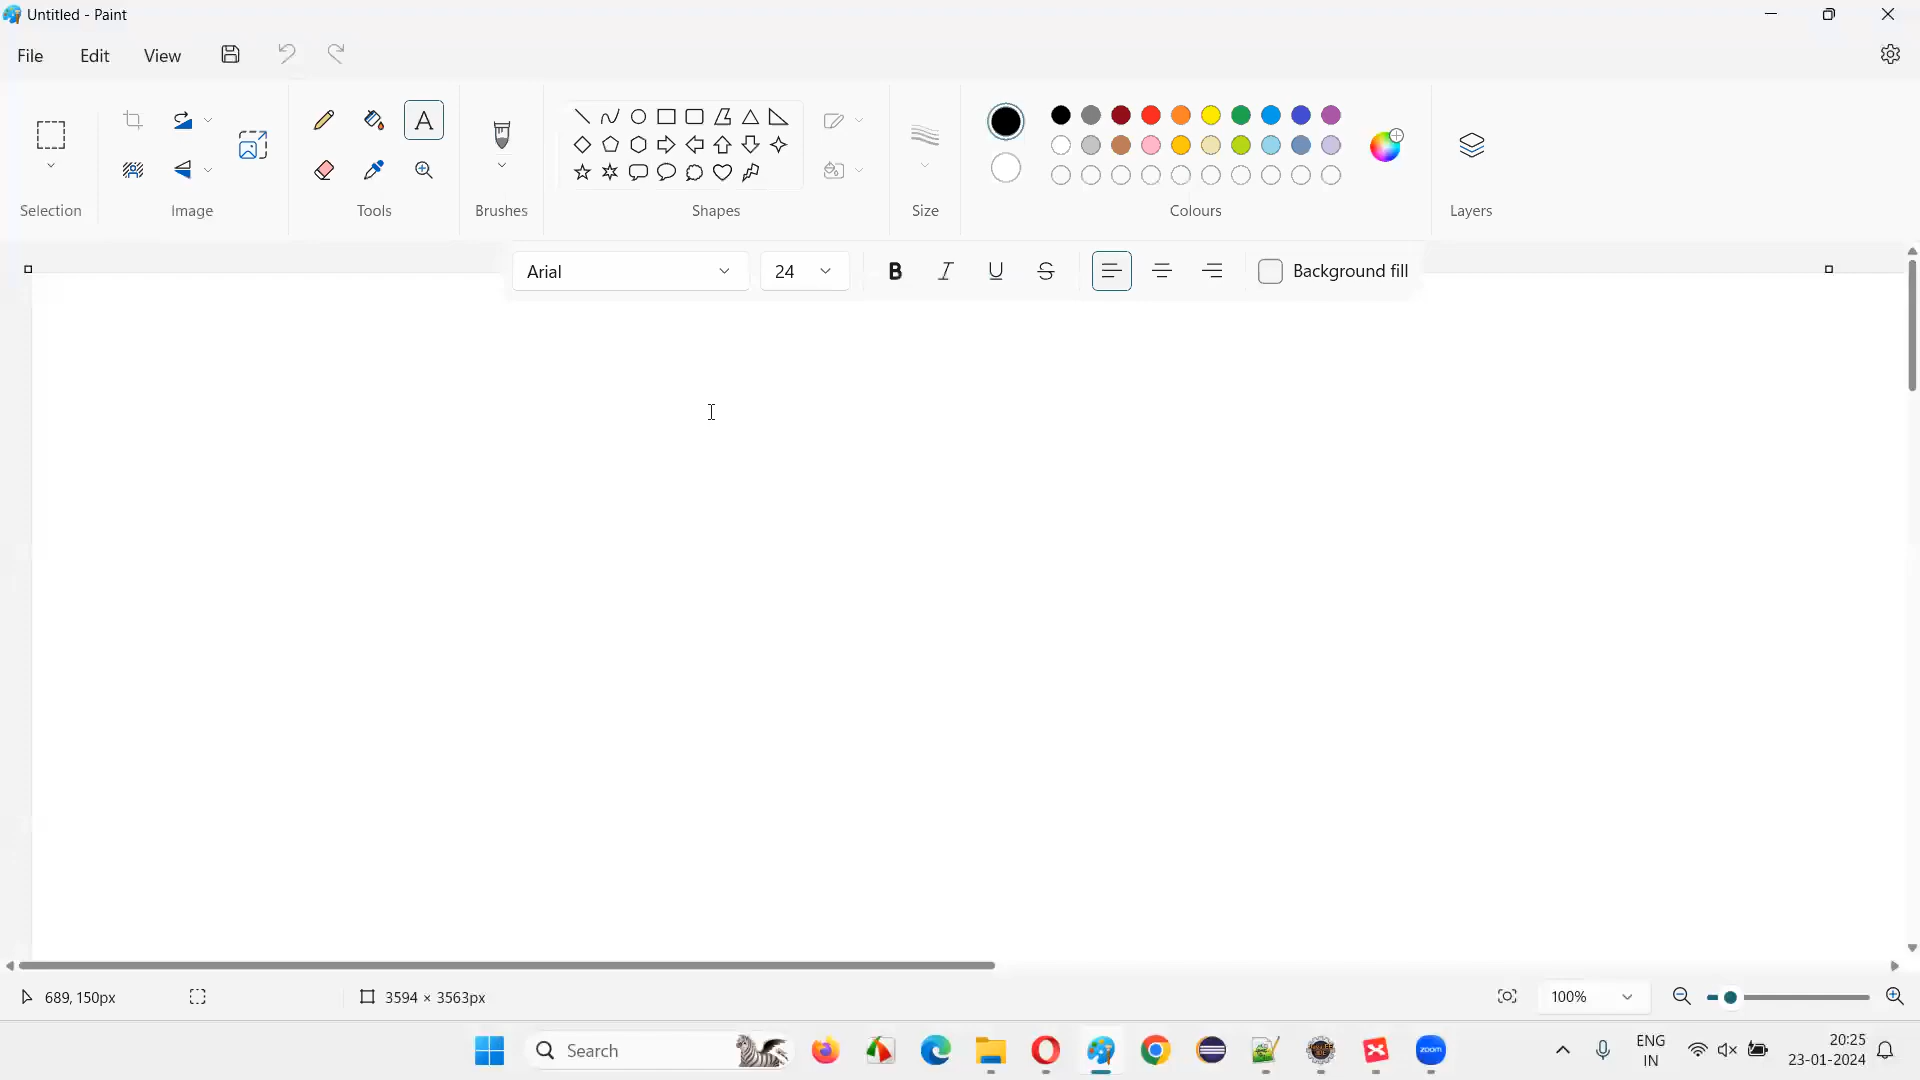 Untitled - Paint
File Edit View
Selection Image Tools Brushes Shapes Size Colours Layers
Arial 24 B I U S Background fill
689, 150px 3594 × 3563px 100%
Search zoom ENG 20:25
IN 23-01-2024